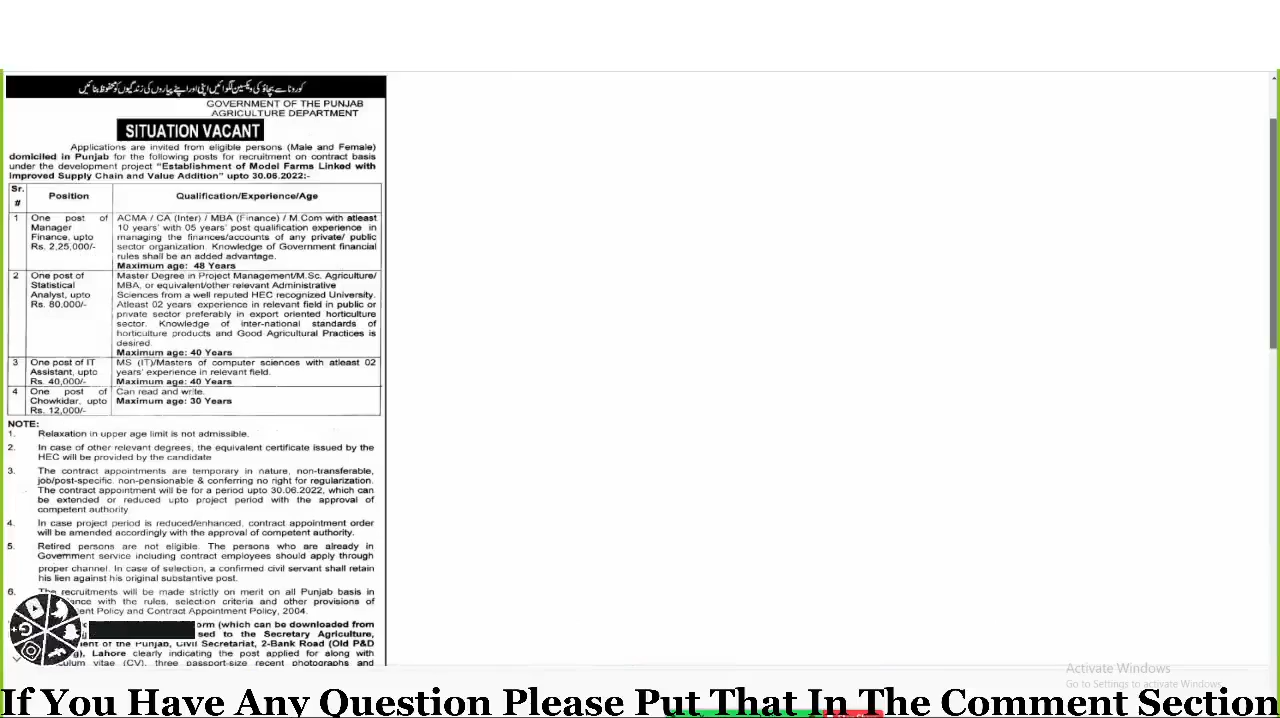 کورونا سے بچاؤ کی ویکسین لگوائیں اپنی اور اپنے پیاروں کی زندگیوں کو محفوظ بنائیں
GOVERNMENT OF THE PUNJAB
AGRICULTURE DEPARTMENT
SITUATION VACANT
Applications are invited from eligible persons (Male and Female)
domiciled in Punjab for the following posts for recruitment on contract basis
under the development project "Establishment of Model Farms Linked with
Improved Supply Chain and Value Addition" upto 30.06.2022:-
Sr. # Position Qualification/Experience/Age
1 One post of Manager Finance, upto Rs. 2,25,000/-
ACMA / CA (Inter) / MBA (Finance) / M.Com with atleast
10 years' with 05 years' post qualification experience in
managing the finances/accounts of any private/ public
sector organization. Knowledge of Government financial
rules shall be an added advantage.
Maximum age: 48 Years
2 One post of Statistical Analyst, upto Rs. 80,000/-
Master Degree in Project Management/M.Sc. Agriculture/
MBA, or equivalent/other relevant Administrative
Sciences from a well reputed HEC recognized University.
Atleast 02 years' experience in relevant field in public or
private sector preferably in export oriented horticulture
sector. Knowledge of inter-national standards of
horticulture products and Good Agricultural Practices is
desired.
Maximum age: 40 Years
3 One post of IT Assistant, upto Rs. 40,000/-
MS (IT)/Masters of computer sciences with atleast 02
years' experience in relevant field.
Maximum age: 40 Years
4 One post of Chowkidar, upto Rs. 12,000/-
Can read and write.
Maximum age: 30 Years
NOTE:
1. Relaxation in upper age limit is not admissible.
2. In case of other relevant degrees, the equivalent certificate issued by the
HEC will be provided by the candidate
3. The contract appointments are temporary in nature, non-transferable,
job/post-specific, non-pensionable & conferring no right for regularization.
The contract appointment will be for a period upto 30.06.2022, which can
be extended or reduced upto project period with the approval of
competent authority
4. In case project period is reduced/enhanced, contract appointment order
will be amended accordingly with the approval of competent authority.
5. Retired persons are not eligible. The persons who are already in
Government service including contract employees should apply through
proper channel. In case of selection, a confirmed civil servant shall retain
his lien against his original substantive post.
6. The recruitments will be made strictly on merit on all Punjab basis in
with the rules, selection criteria and other provisions of
Policy and Contract Appointment Policy, 2004.
(which can be downloaded from
to the Secretary Agriculture,
of the Punjab, Civil Secretariat, 2-Bank Road (Old P&D
Lahore clearly indicating the post applied for along with
vitae (CV), three passport-size recent photographs and
Activate Windows
Go to Settings to activate Windows.
If You Have Any Question Please Put That In The Comment Section